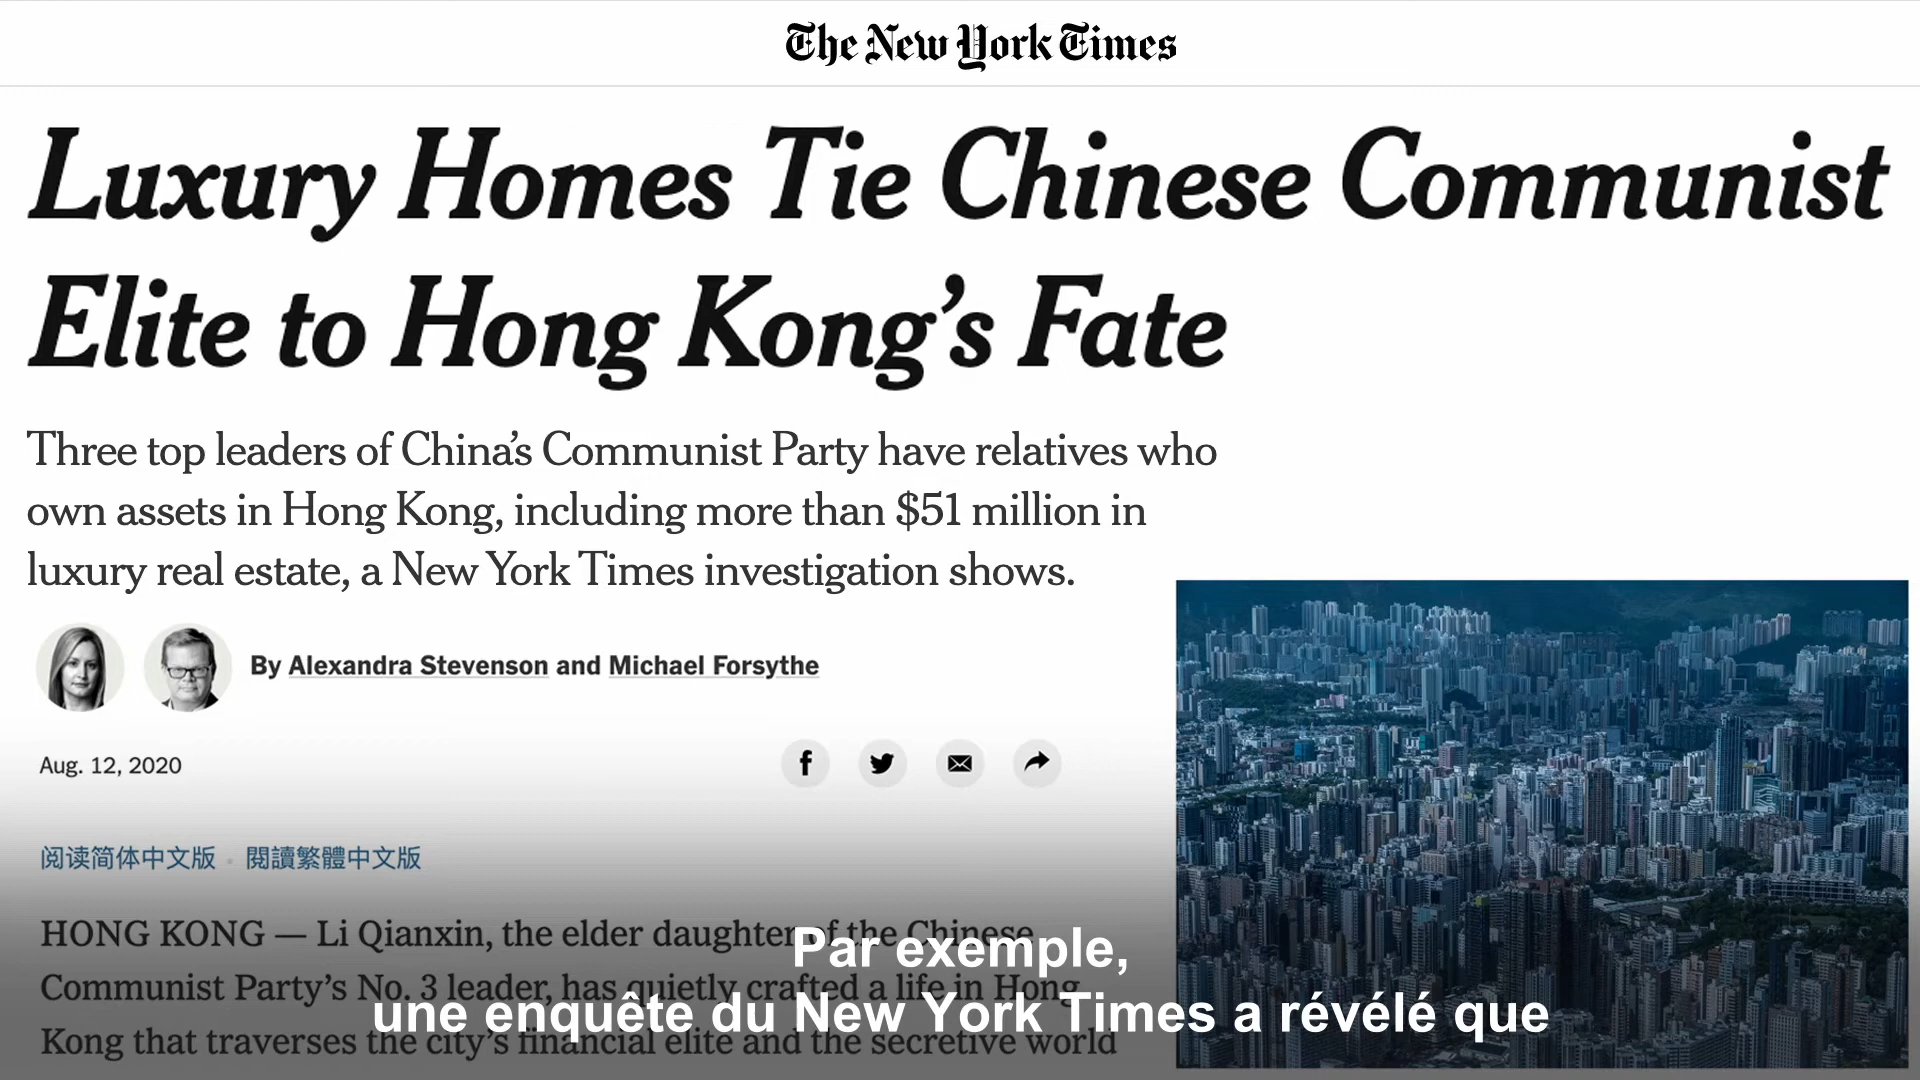 The New York Times
Luxury Homes Tie Chinese Communist
Elite to Hong Kong’s Fate
Three top leaders of China’s Communist Party have relatives who
own assets in Hong Kong, including more than $51 million in
luxury real estate, a New York Times investigation shows.
By Alexandra Stevenson and Michael Forsythe
Aug. 12, 2020
阅读简体中文版 • 閱讀繁體中文版
HONG KONG — Li Qianxin, the elder daughter of the Chinese
Communist Party’s No. 3 leader, has quietly crafted a life in Hong
Kong that traverses the city’s financial elite and the secretive world
Par exemple,
une enquête du New York Times a révélé que